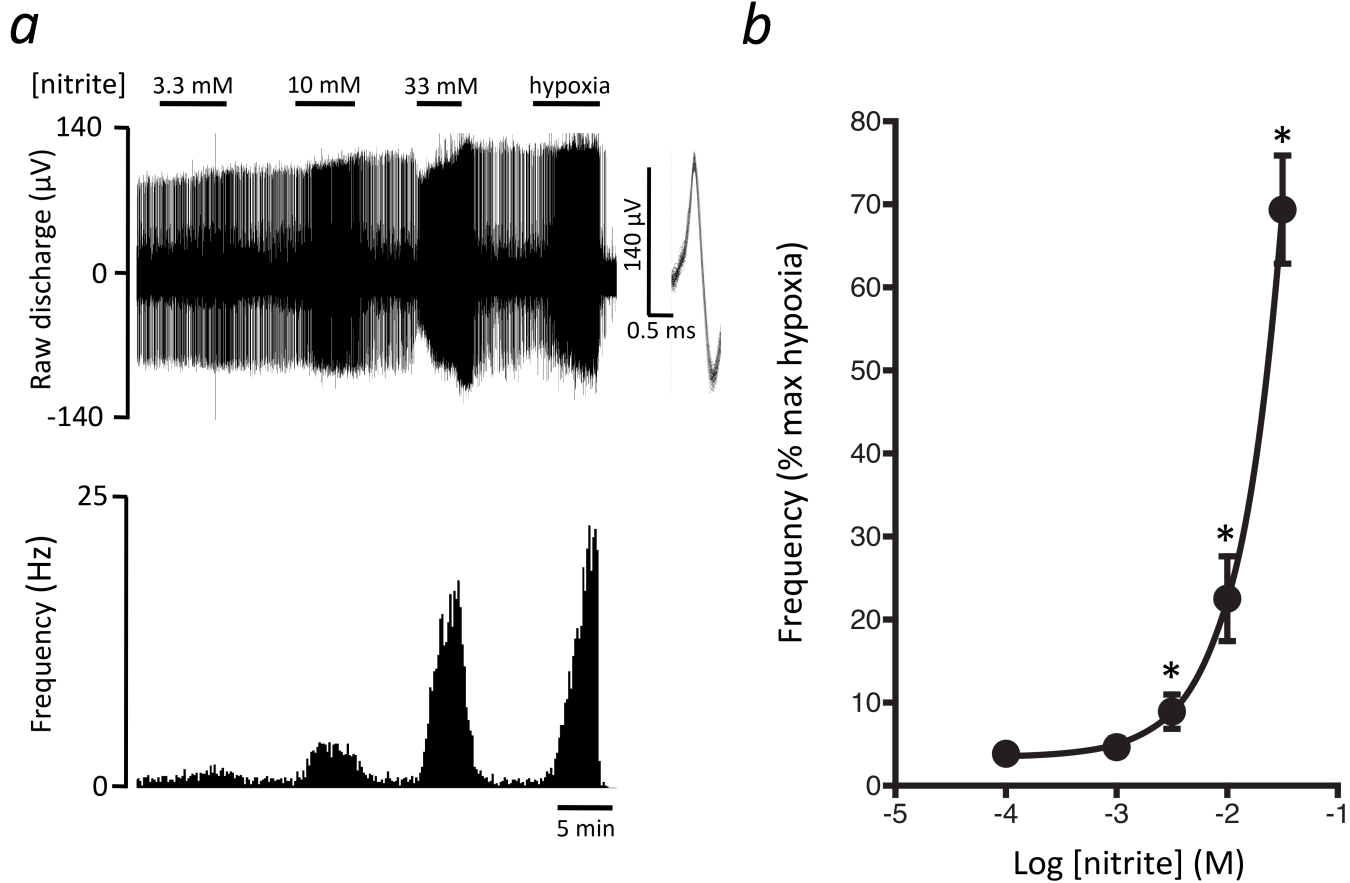 a
b
[nitrite] 3.3 mM 10 mM 33 mM hypoxia
140
0
-140
Raw discharge (µV)
140 µV
0.5 ms
25
0
Frequency (Hz)
5 min
80
70
60
50
40
30
20
10
0
Frequency (% max hypoxia)
*
*
*
-5 -4 -3 -2 -1
Log [nitrite] (M)